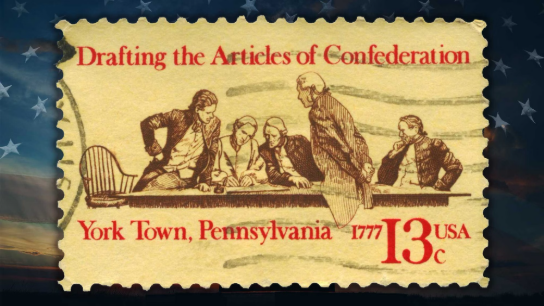 Drafting the Articles of Confederation
York Town, Pennsylvania 1777 13c USA